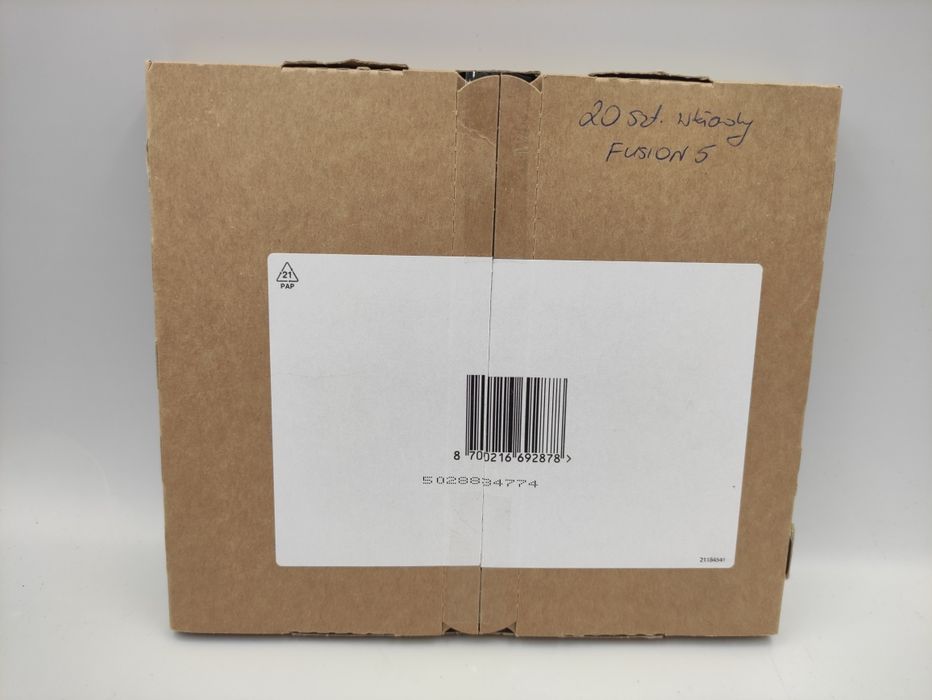 20 szt. wkłady
FUSION 5
21
PAP
8 700216 692878 >
5028834774
21184541